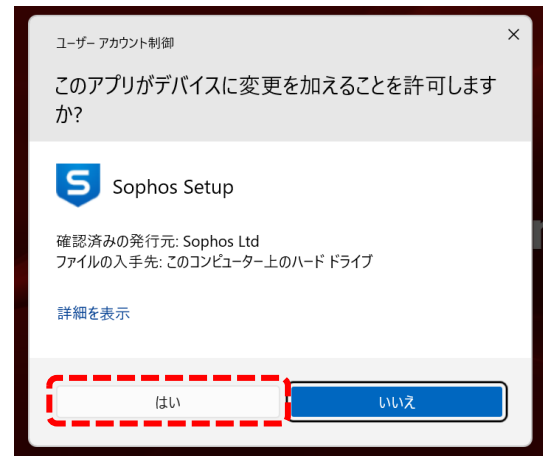 ユーザー アカウント制御
×
このアプリがデバイスに変更を加えることを許可します
か?
S
Sophos Setup
確認済みの発行元: Sophos Ltd
ファイルの入手先: このコンピューター上のハード ドライブ
詳細を表示
はい
いいえ